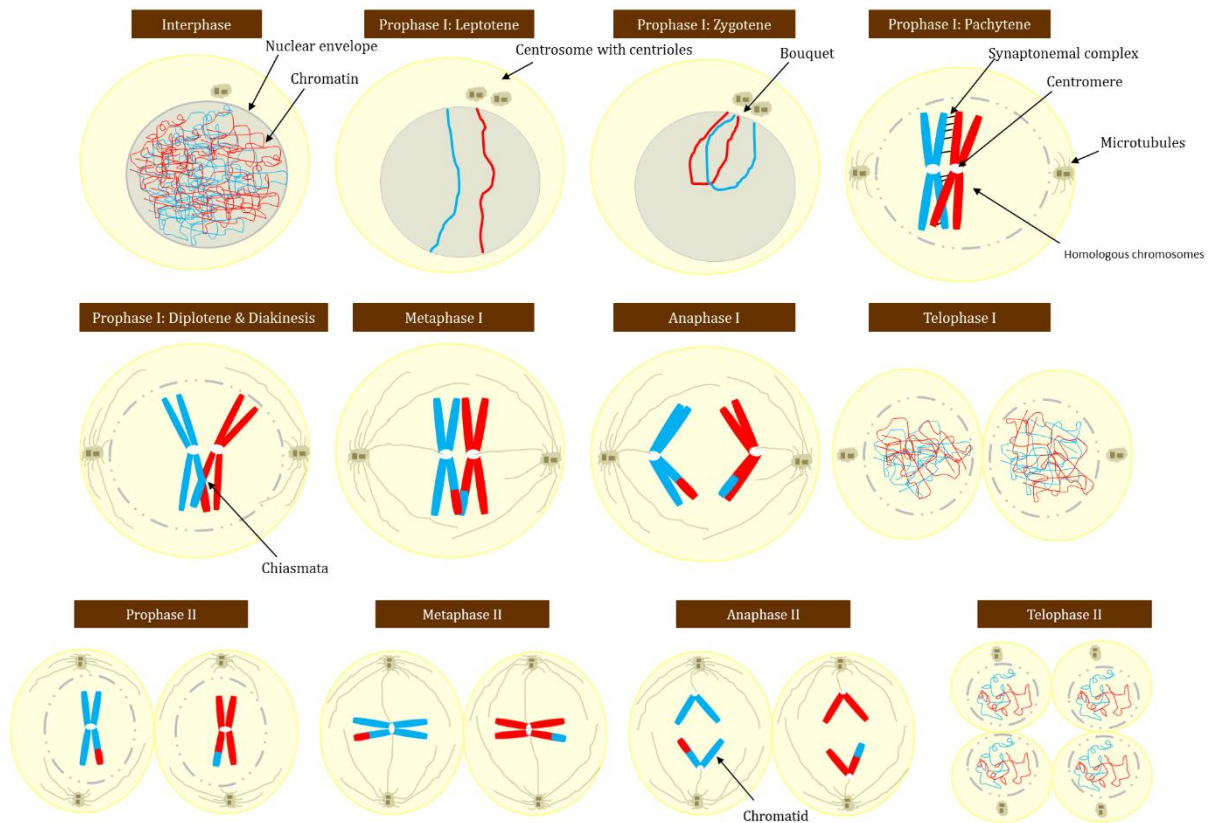 Interphase
Prophase I: Leptotene
Prophase I: Zygotene
Prophase I: Pachytene
Nuclear envelope
Chromatin
Centrosome with centrioles
Bouquet
Synaptonemal complex
Centromere
Microtubules
Homologous chromosomes
Prophase I: Diplotene & Diakinesis
Metaphase I
Anaphase I
Telophase I
Chiasmata
Prophase II
Metaphase II
Anaphase II
Telophase II
Chromatid